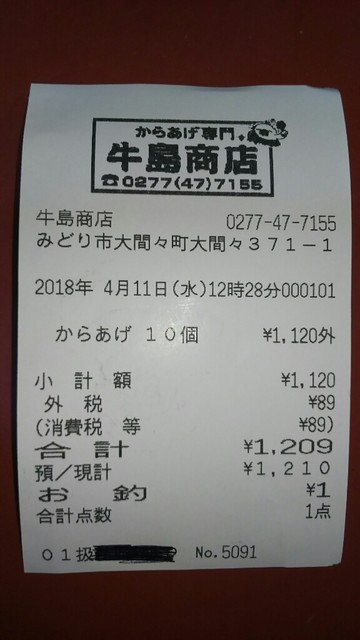 からあげ専門
牛島商店
☎0277(47)7155
牛島商店 0277-47-7155
みどり市大間々町大間々371-1
2018年 4月11日(水)12時28分000101
からあげ 10個 ¥1,120外
小計額 ¥1,120
外税 ¥89
(消費税 等 ¥89)
合計 ¥1,209
預/現計 ¥1,210
お釣 ¥1
合計点数 1点
01扱 No.5091